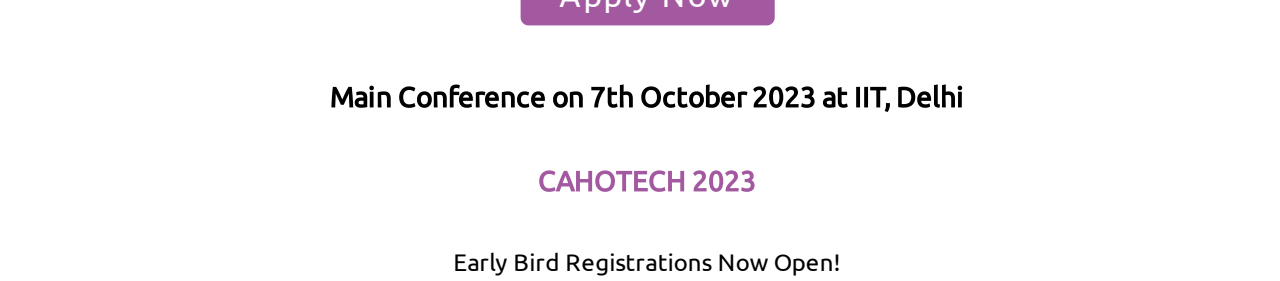 Apply Now
Main Conference on 7th October 2023 at IIT, Delhi
CAHOTECH 2023
Early Bird Registrations Now Open!